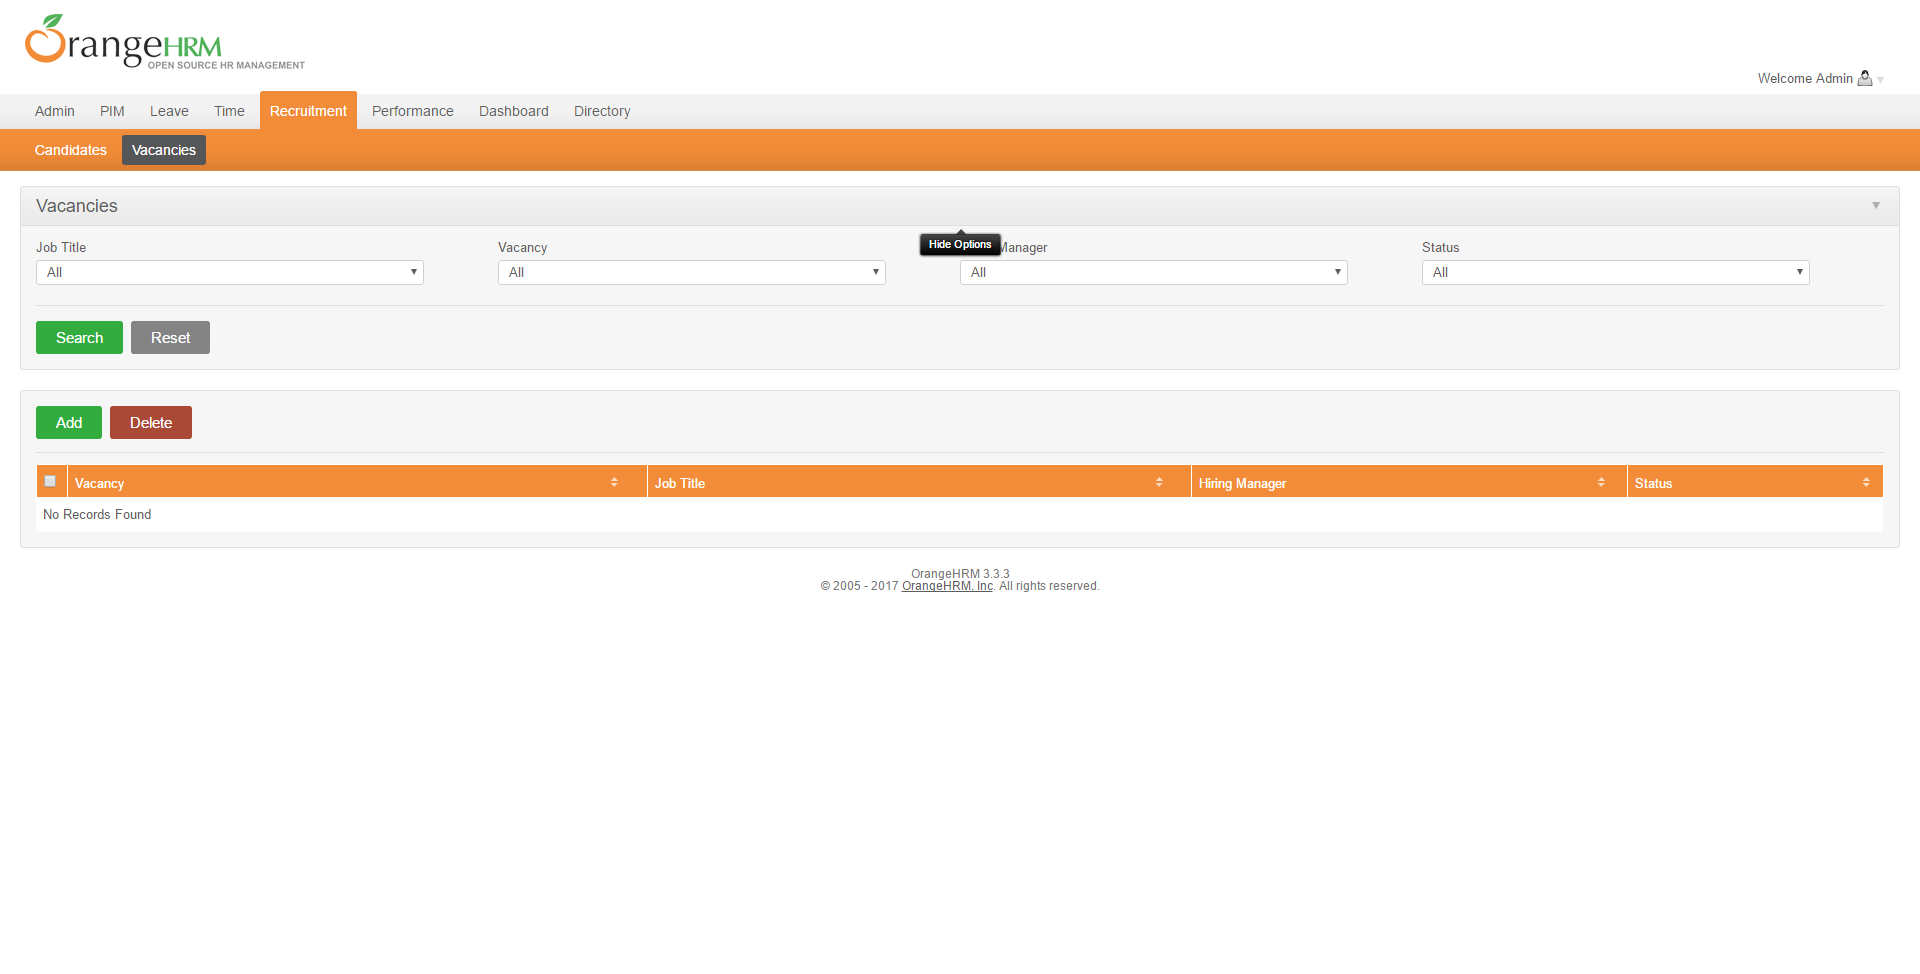 OrangeHRM
OPEN SOURCE HR MANAGEMENT
Welcome Admin
Admin PIM Leave Time Recruitment Performance Dashboard Directory
Candidates Vacancies
Vacancies
Job Title Vacancy Manager Status
Hide Options
All All All All
Search Reset
Add Delete
Vacancy Job Title Hiring Manager Status
No Records Found
OrangeHRM 3.3.3
© 2005 - 2017 OrangeHRM, Inc. All rights reserved.